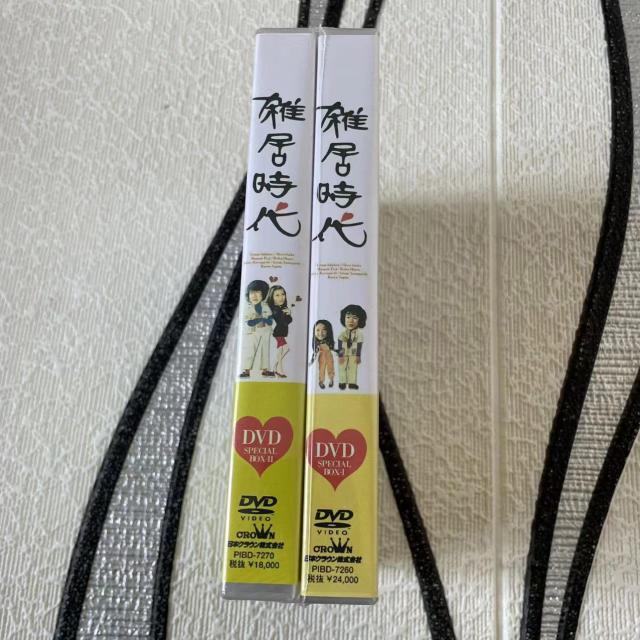 雑居時代
DVD
SPECIAL
BOX-II
DVD
VIDEO
CROWN
日本クラウン株式会社
PIBD-7270
税抜 ¥18,000
雑居時代
DVD
SPECIAL
BOX-I
DVD
VIDEO
CROWN
日本クラウン株式会社
PIBD-7260
税抜 ¥24,000